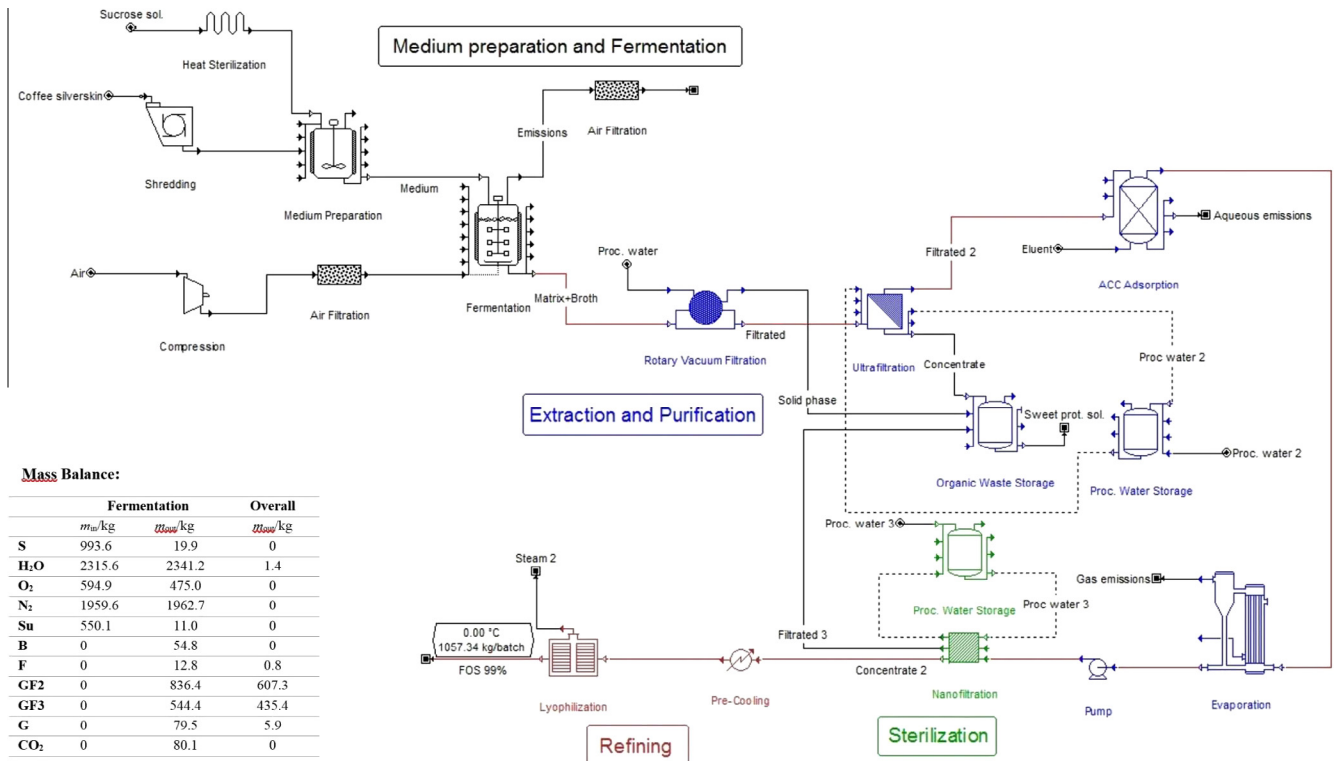 Sucrose sol.
Heat Sterilization
Medium preparation and Fermentation
Coffee silverskin
Shredding
Emissions
Air Filtration
Medium
Medium Preparation
Air
Air Filtration
Compression
Fermentation
Matrix+Broth
Proc. water
Filtrated
Rotary Vacuum Filtration
Filtrated 2
Eluent
Aqueous emissions
ACC Adsorption
Ultrafiltration
Concentrate
Proc water 2
Extraction and Purification
Solid phase
Sweet prot. sol.
Organic Waste Storage
Proc. water 2
Proc. Water Storage
Mass Balance:
Fermentation Overall
min/kg mout/kg mout/kg
S 993.6 19.9 0
H2O 2315.6 2341.2 1.4
O2 594.9 475.0 0
N2 1959.6 1962.7 0
Su 550.1 11.0 0
B 0 54.8 0
F 0 12.8 0.8
GF2 0 836.4 607.3
GF3 0 544.4 435.4
G 0 79.5 5.9
CO2 0 80.1 0
Proc. water 3
Steam 2
Proc. Water Storage
Proc water 3
Gas emissions
0.00 °C
1057.34 kg/batch
FOS 99%
Filtrated 3
Concentrate 2
Lyophilization
Pre-Cooling
Nanofiltration
Pump
Evaporation
Refining
Sterilization